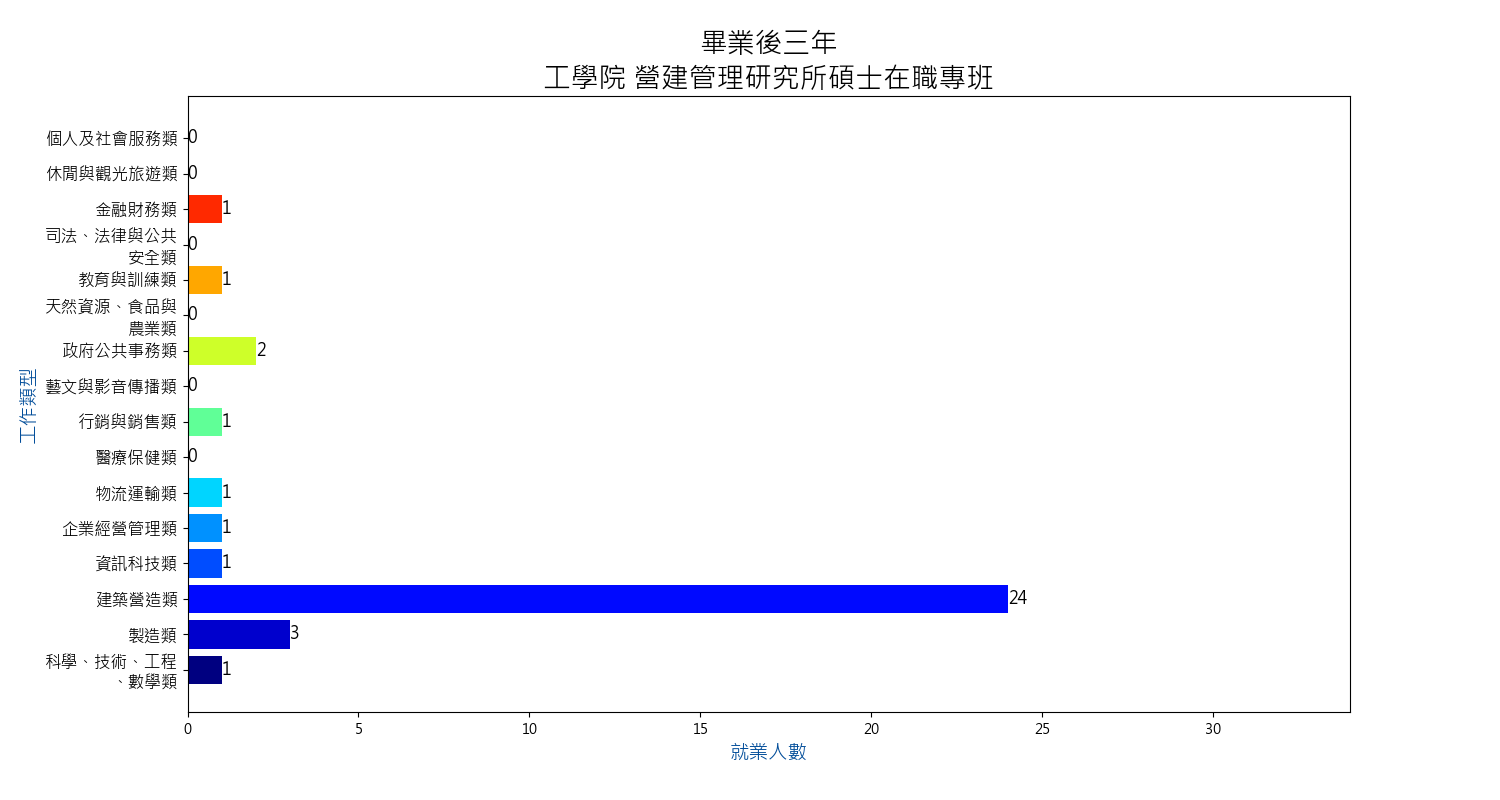 畢業後三年
工學院 營建管理研究所碩士在職專班
個人及社會服務類
0
休閒與觀光旅遊類
0
金融財務類
1
司法、法律與公共
安全類
0
教育與訓練類
1
天然資源、食品與
農業類
0
政府公共事務類
2
藝文與影音傳播類
0
行銷與銷售類
1
醫療保健類
0
物流運輸類
1
企業經營管理類
1
資訊科技類
1
建築營造類
24
製造類
3
科學、技術、工程
、數學類
1
工作類型
0
5
10
15
20
25
30
就業人數